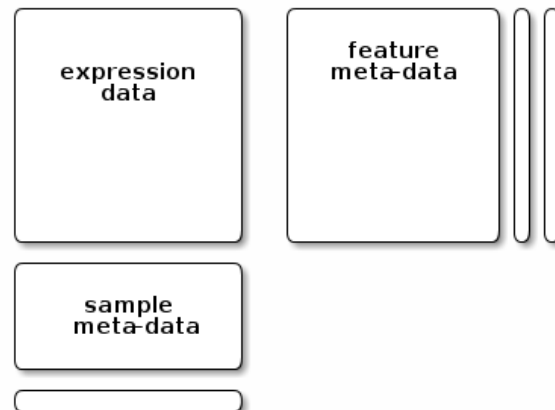 expression
data
feature
meta-data
sample
meta-data